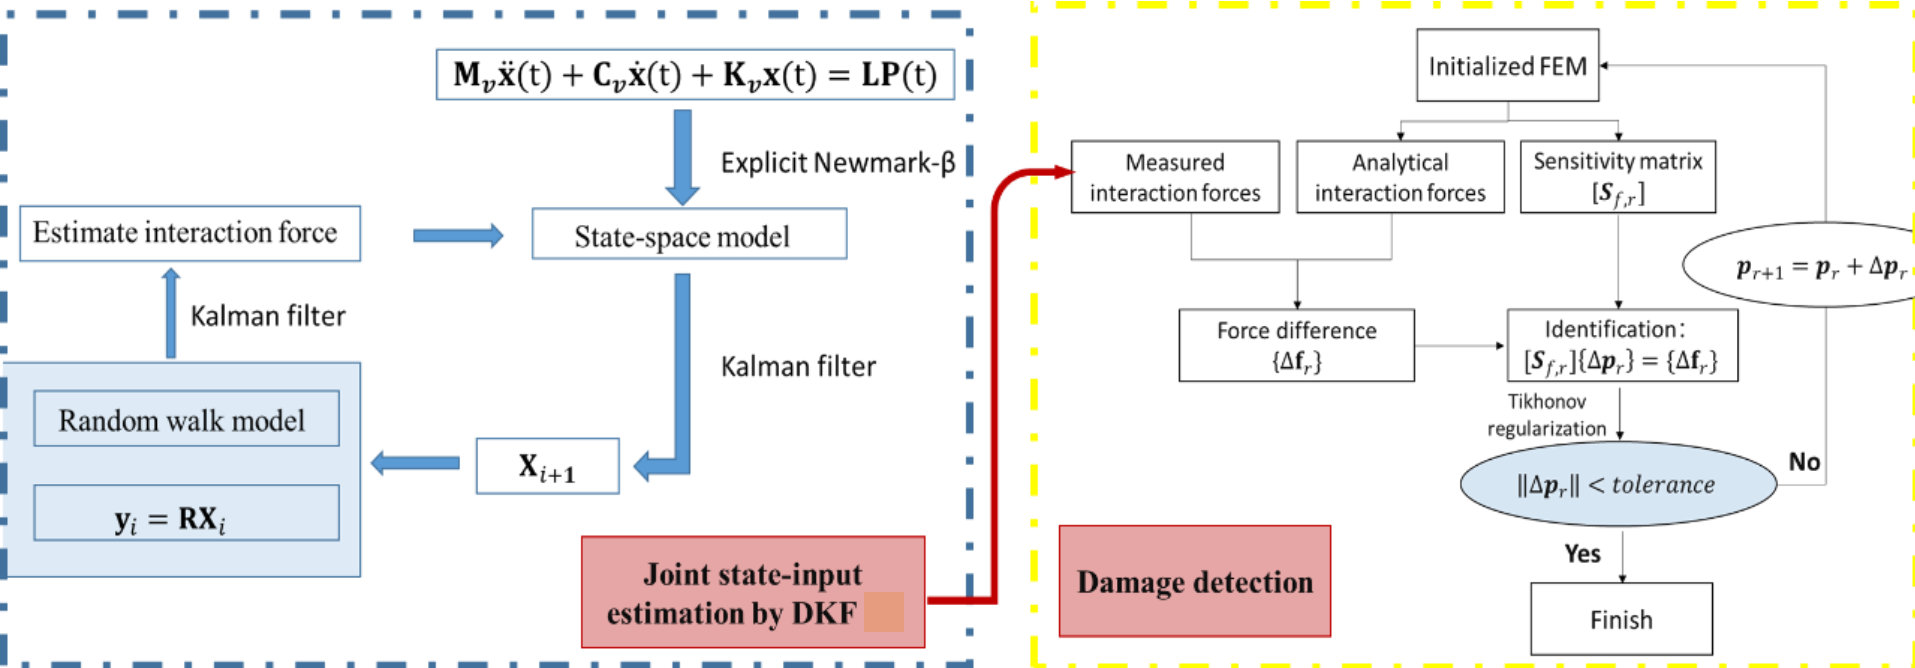 M_vẍ(t) + C_vẋ(t) + K_vx(t) = LP(t)
Explicit Newmark-β
Estimate interaction force
State-space model
Kalman filter
Kalman filter
Random walk model
y_i = RX_i
X_{i+1}
Joint state-input
estimation by DKF
Initialized FEM
Measured
interaction forces
Analytical
interaction forces
Sensitivity matrix
[S_{f,r}]
p_{r+1} = p_r + Δp_r
Force difference
{Δf_r}
Identification:
[S_{f,r}]{Δp_r} = {Δf_r}
Tikhonov
regularization
‖Δp_r‖ < tolerance
No
Yes
Finish
Damage detection